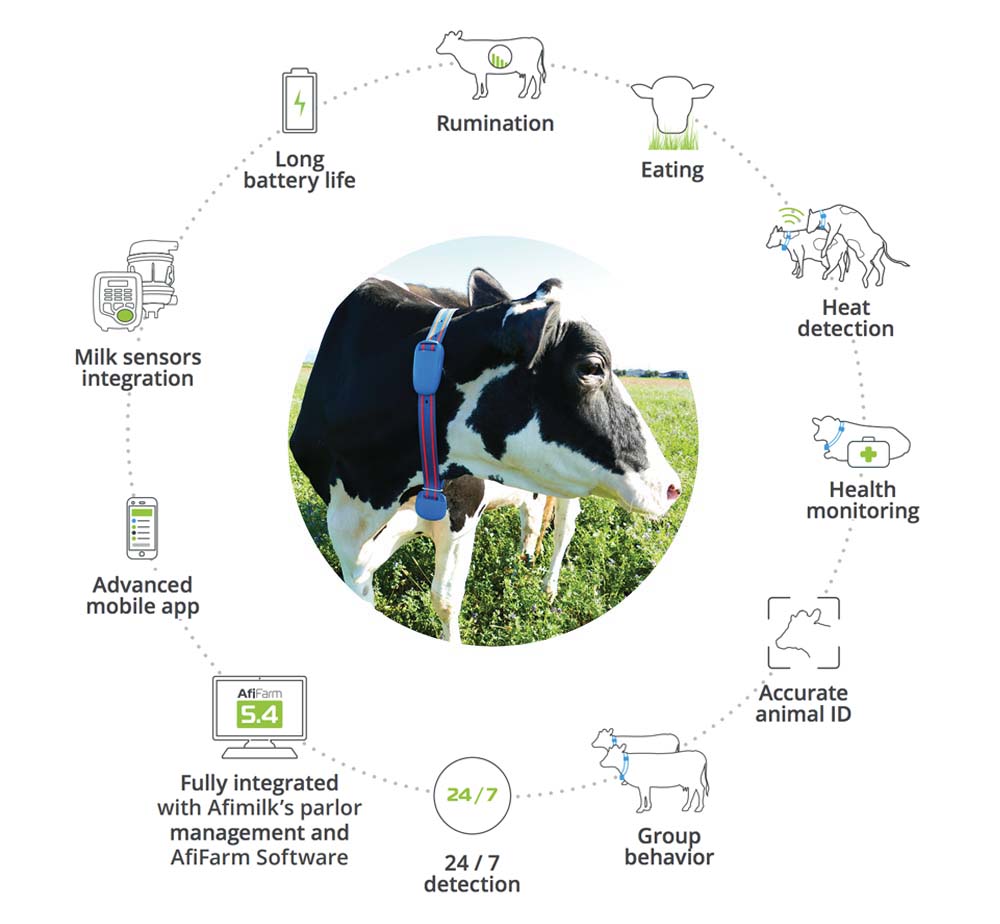 Rumination
Eating
Heat
detection
Health
monitoring
Accurate
animal ID
Group
behavior
24/7
24 / 7
detection
AfiFarm
5.4
Fully integrated
with Afimilk's parlor
management and
AfiFarm Software
Advanced
mobile app
Milk sensors
integration
Long
battery life